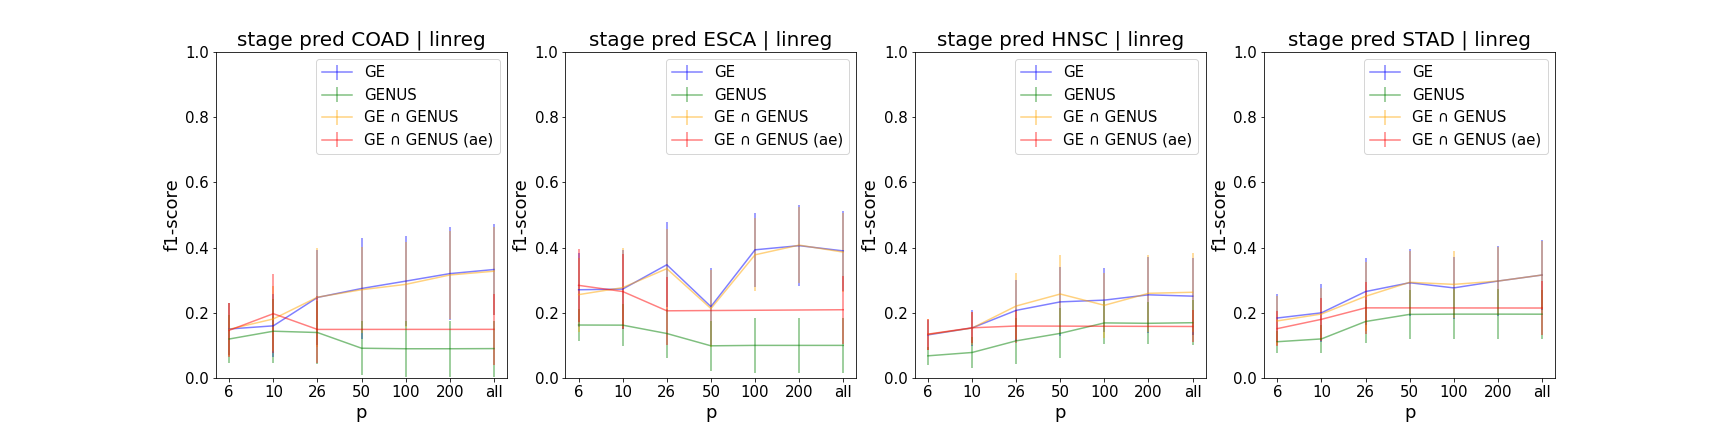 stage pred COAD | linreg
f1-score
1.0
0.8
0.6
0.4
0.2
0.0
GE
GENUS
GE ∩ GENUS
GE ∩ GENUS (ae)
6 10 26 50 100 200 all
p
stage pred ESCA | linreg
f1-score
1.0
0.8
0.6
0.4
0.2
0.0
GE
GENUS
GE ∩ GENUS
GE ∩ GENUS (ae)
6 10 26 50 100 200 all
p
stage pred HNSC | linreg
f1-score
1.0
0.8
0.6
0.4
0.2
0.0
GE
GENUS
GE ∩ GENUS
GE ∩ GENUS (ae)
6 10 26 50 100 200 all
p
stage pred STAD | linreg
f1-score
1.0
0.8
0.6
0.4
0.2
0.0
GE
GENUS
GE ∩ GENUS
GE ∩ GENUS (ae)
6 10 26 50 100 200 all
p